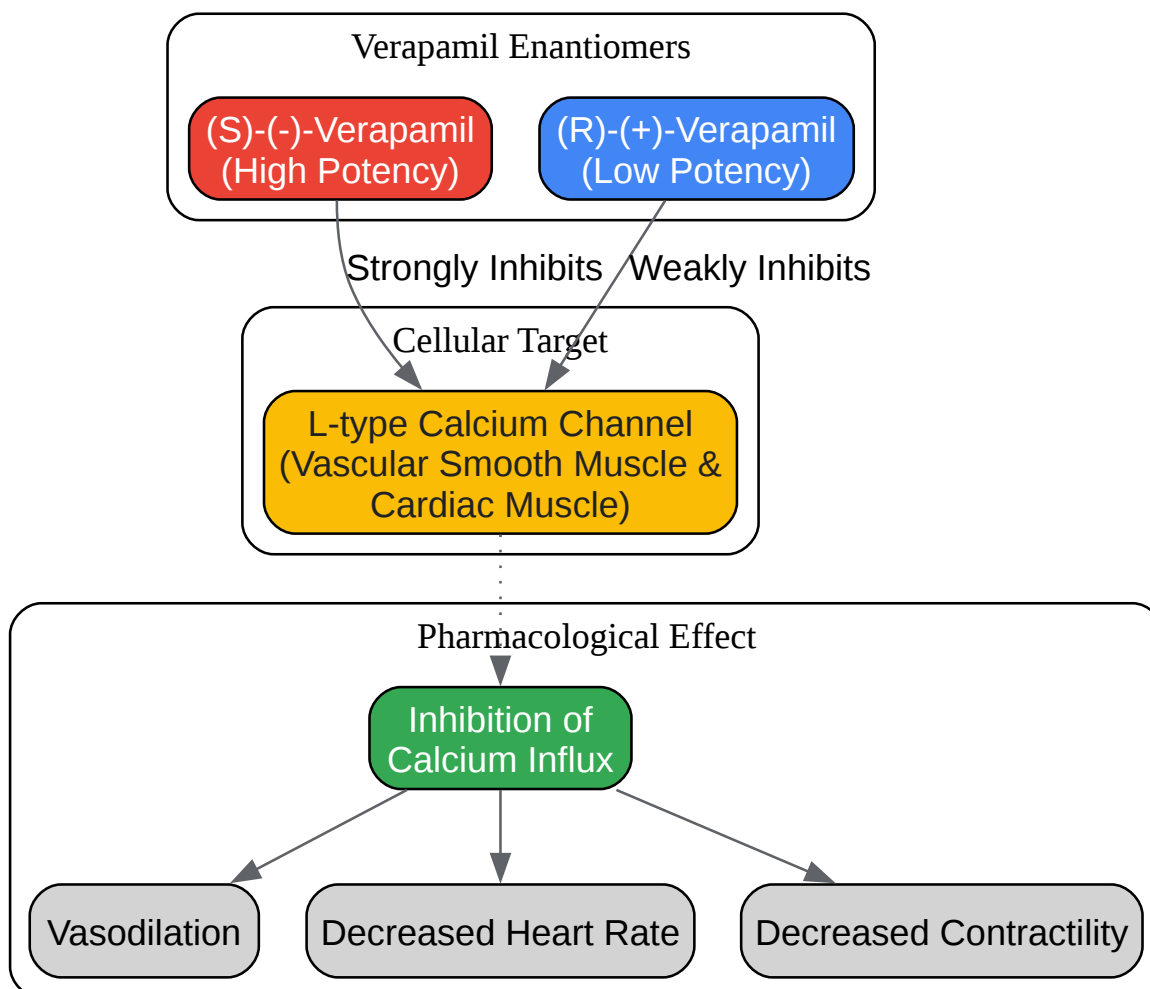 Verapamil Enantiomers
(S)-(-)-Verapamil
(High Potency)
(R)-(+)-Verapamil
(Low Potency)
Strongly Inhibits
Weakly Inhibits
Cellular Target
L-type Calcium Channel
(Vascular Smooth Muscle &
Cardiac Muscle)
Pharmacological Effect
Inhibition of
Calcium Influx
Vasodilation
Decreased Heart Rate
Decreased Contractility